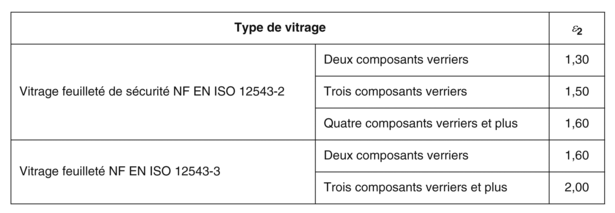 Type de vitrage ε2
Vitrage feuilleté de sécurité NF EN ISO 12543-2
Deux composants verriers 1,30
Trois composants verriers 1,50
Quatre composants verriers et plus 1,60
Vitrage feuilleté NF EN ISO 12543-3
Deux composants verriers 1,60
Trois composants verriers et plus 2,00